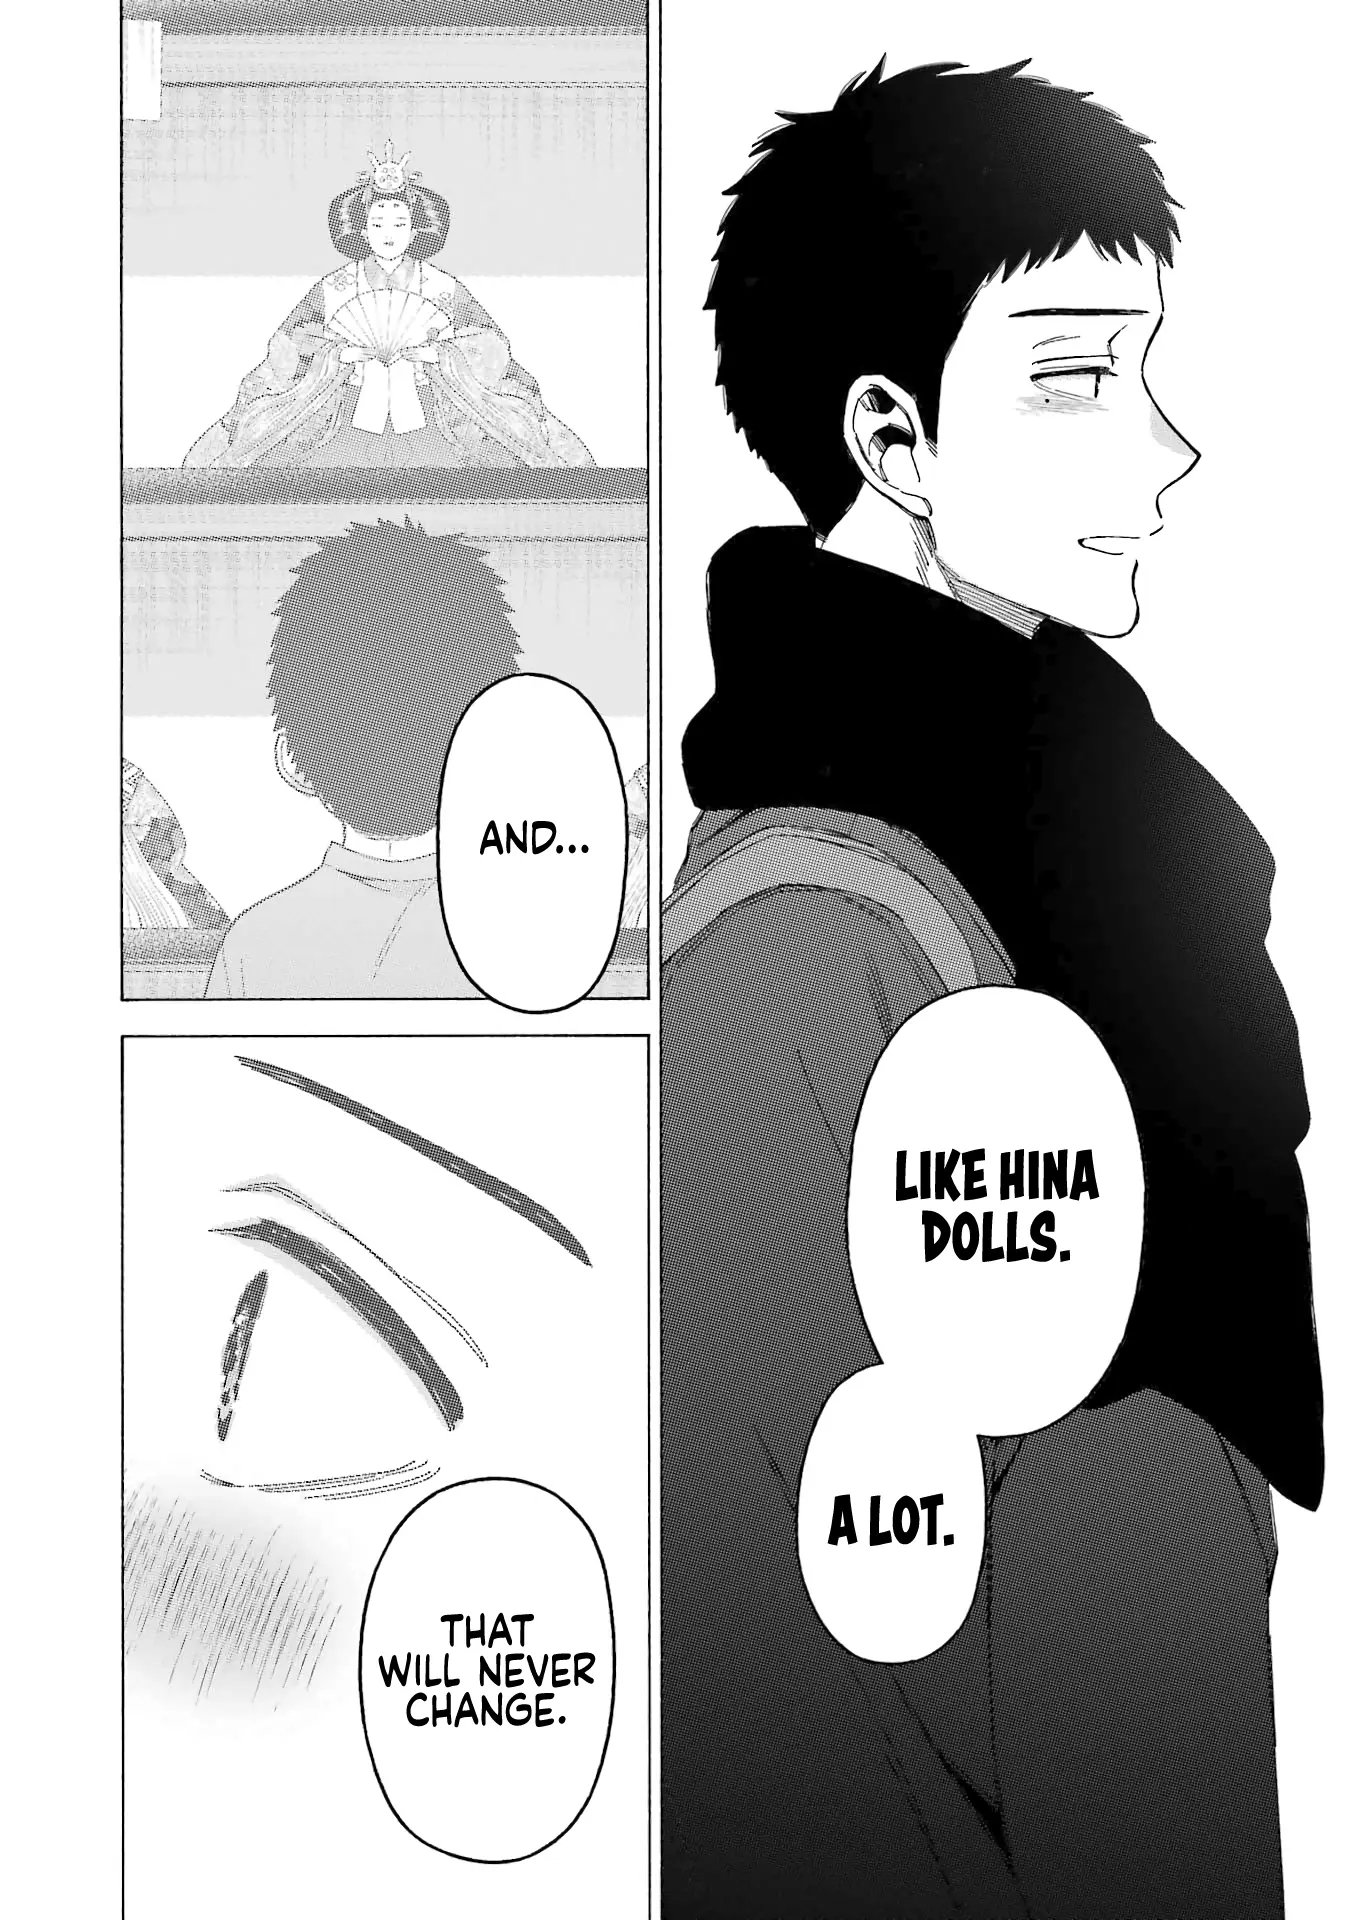 LIKE HINA
DOLLS.
A LOT.
AND...
THAT
WILL NEVER
CHANGE.